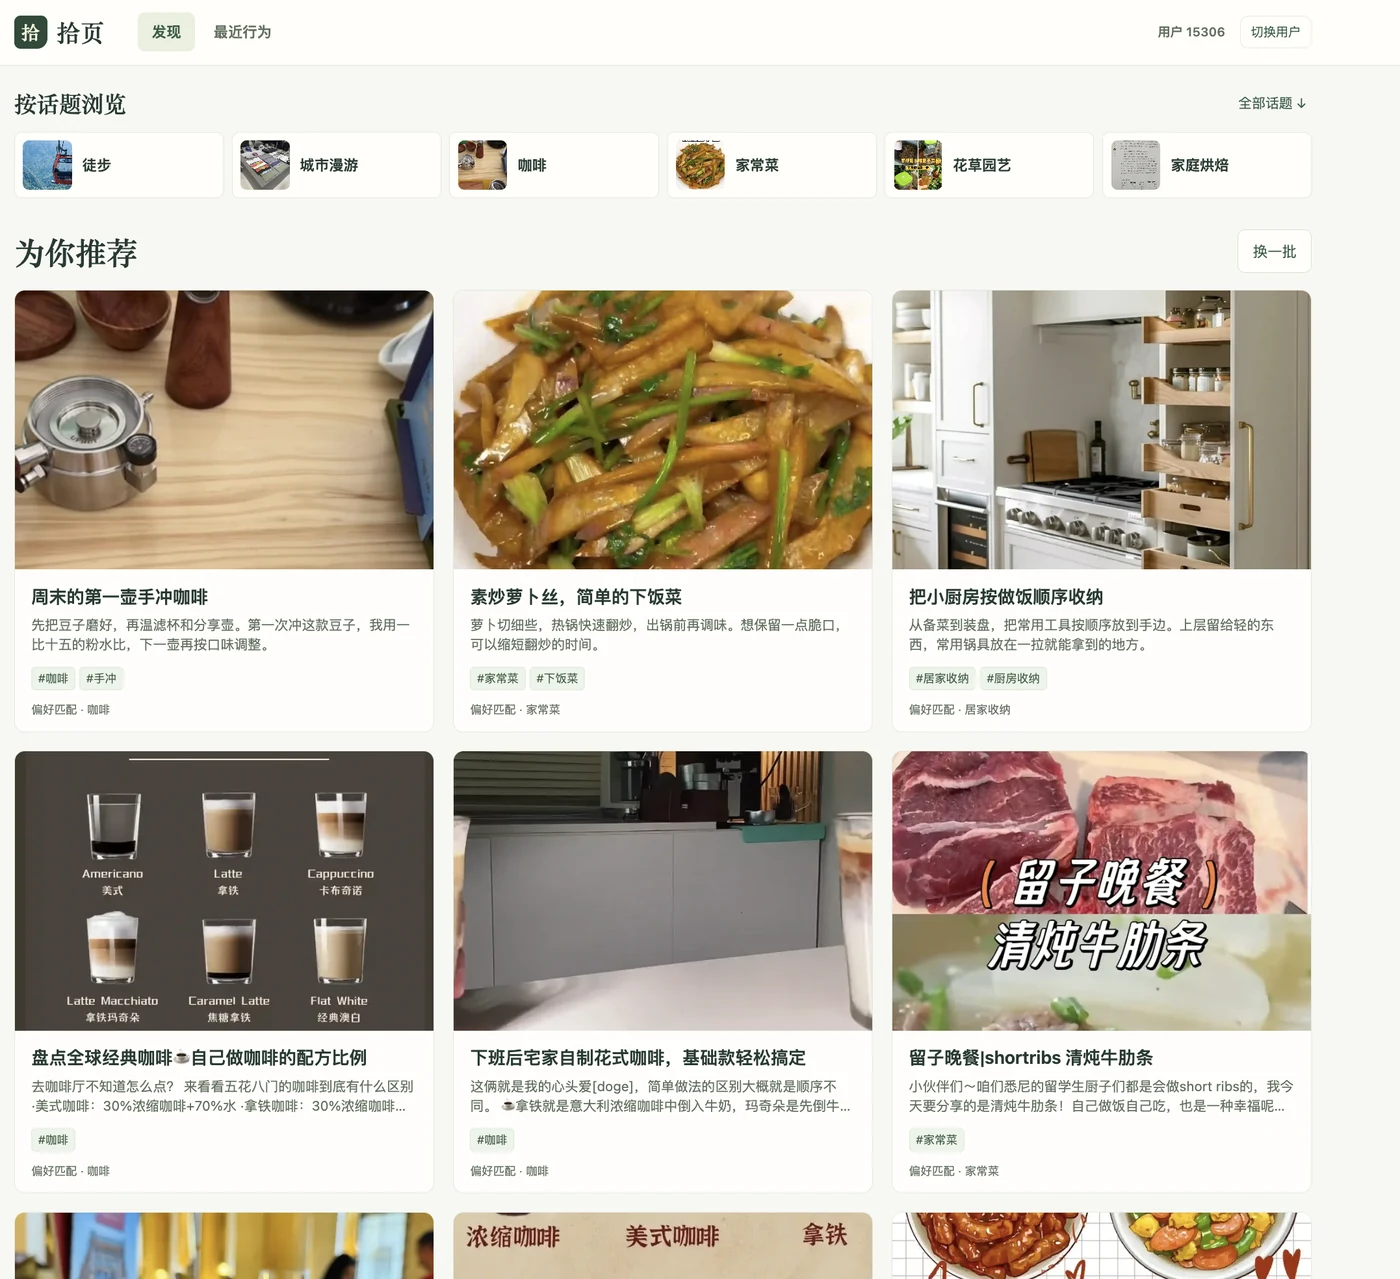 拾 拾页 发现 最近行为 用户 15306 切换用户
按话题浏览 全部话题 ↓
徒步 城市漫游 咖啡 家常菜 花草园艺 家庭烘焙
为你推荐 换一批
周末的第一壶手冲咖啡
先把豆子磨好，再温滤杯和分享壶。第一次冲这款豆子，我用一
比十五的粉水比，下一壶再按口味调整。
#咖啡 #手冲
偏好匹配 · 咖啡
素炒萝卜丝，简单的下饭菜
萝卜切细些，热锅快速翻炒，出锅前再调味。想保留一点脆口，
可以缩短翻炒的时间。
#家常菜 #下饭菜
偏好匹配 · 家常菜
把小厨房按做饭顺序收纳
从备菜到装盘，把常用工具按顺序放到手边。上层留给轻的东
西，常用锅具放在一拉就能拿到的地方。
#居家收纳 #厨房收纳
偏好匹配 · 居家收纳
Americano Latte Cappuccino
美式 拿铁 卡布奇诺
Latte Macchiato Caramel Latte Flat White
拿铁玛奇朵 焦糖拿铁 经典澳白
盘点全球经典咖啡☕自己做咖啡的配方比例
去咖啡厅不知道怎么点？ 来看看五花八门的咖啡到底有什么区别
·美式咖啡：30%浓缩咖啡+70%水 ·拿铁咖啡：30%浓缩咖啡...
#咖啡
偏好匹配 · 咖啡
下班后宅家自制花式咖啡，基础款轻松搞定
这俩就是我的心头爱[doge]，简单做法的区别大概就是顺序不
同。 ☕拿铁就是意大利浓缩咖啡中倒入牛奶，玛奇朵是先倒牛...
#咖啡
偏好匹配 · 咖啡
（留子晚餐）
清炖牛肋条
留子晚餐|shortribs 清炖牛肋条
小伙伴们～咱们悉尼的留学生厨子们都是会做short ribs的，我今
天要分享的是清炖牛肋条！自己做饭自己吃，也是一种幸福呢...
#家常菜
偏好匹配 · 家常菜
浓缩咖啡 美式咖啡 拿铁